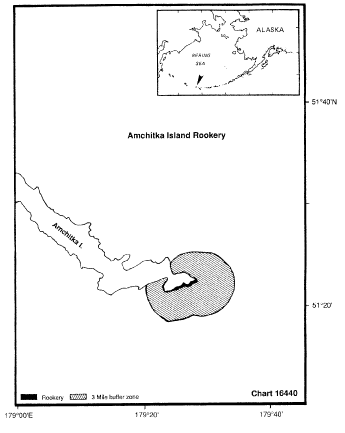 ALASKA
BERING
SEA
51°40'N
Amchitka Island Rookery
Amchitka I.
51°20'
Rookery 3 Mile buffer zone Chart 16440
179°00'E 179°20' 179°40'